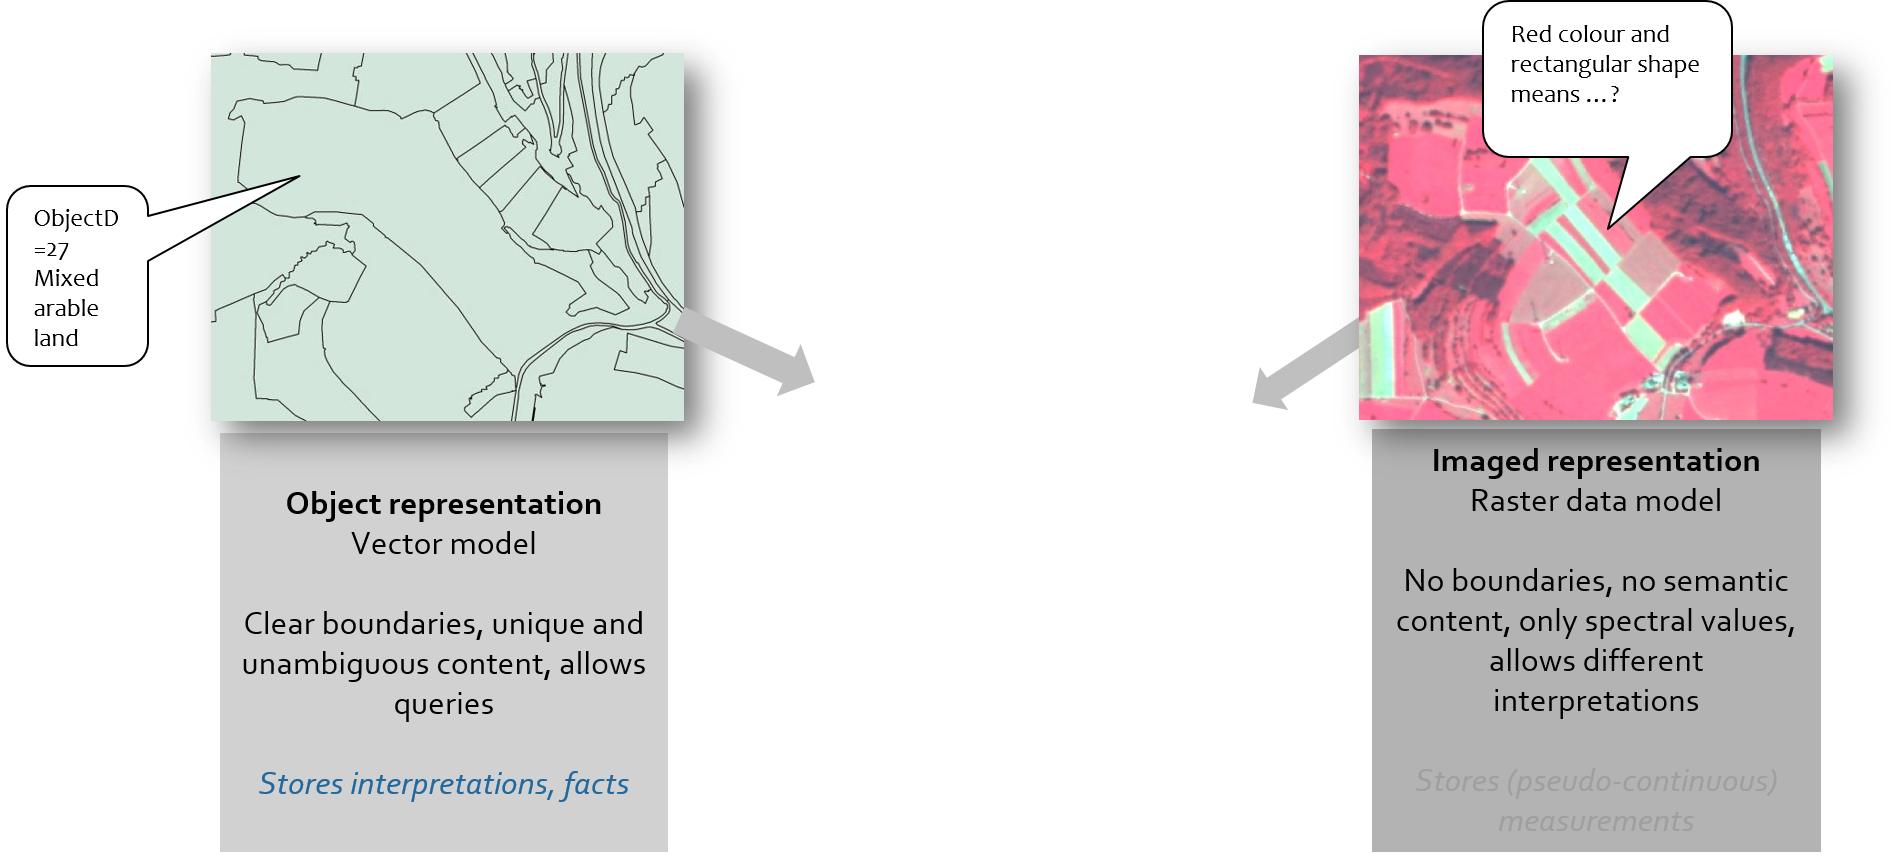 Red colour and
rectangular shape
means ...?
ObjectD
=27
Mixed
arable
land
Object representation
Vector model
Clear boundaries, unique and
unambiguous content, allows
queries
Stores interpretations, facts
Imaged representation
Raster data model
No boundaries, no semantic
content, only spectral values,
allows different
interpretations
Stores (pseudo-continuous)
measurements